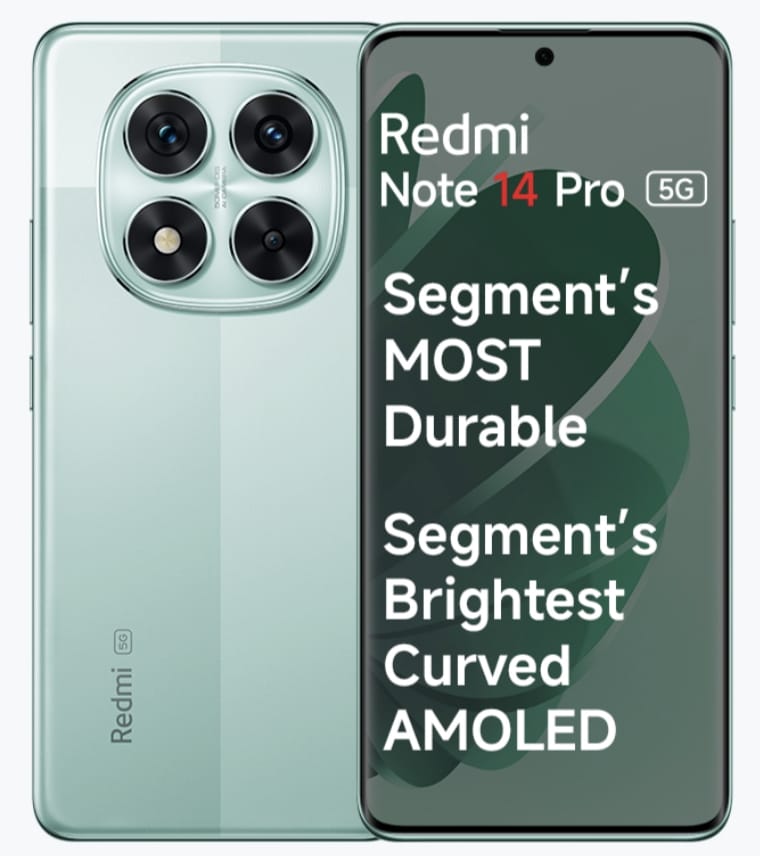 Redmi
Note 14 Pro 5G
Segment's
MOST
Durable
Segment's
Brightest
Curved
AMOLED
Redmi 5G